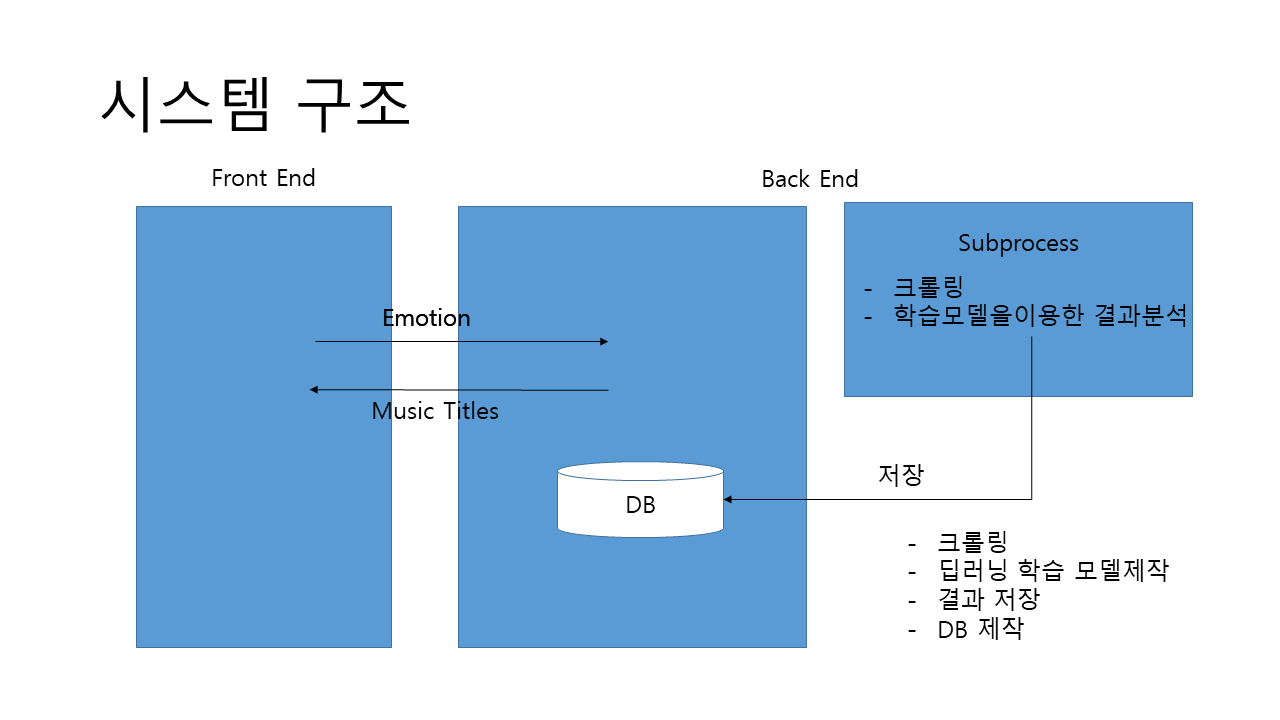 시스템 구조
Front End
Back End
Subprocess
- 크롤링
- 학습모델을이용한 결과분석
Emotion
Music Titles
DB
저장
- 크롤링
- 딥러닝 학습 모델제작
- 결과 저장
- DB 제작